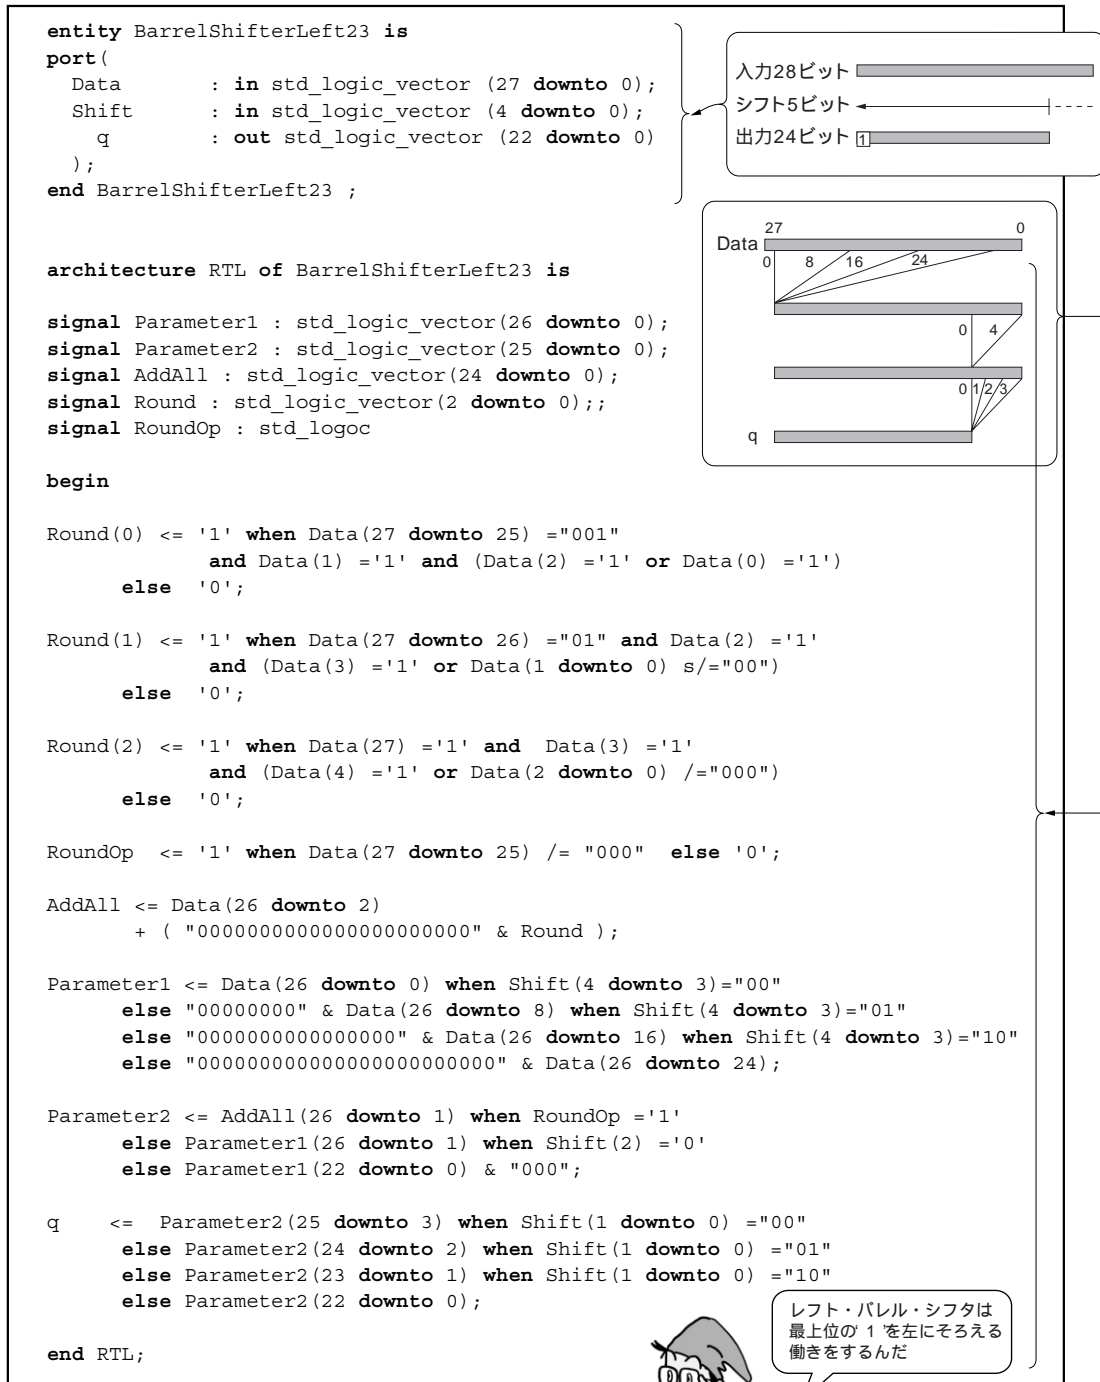 entity BarrelShifterLeft23 is
port(
Data : in std_logic_vector (27 downto 0);
Shift : in std_logic_vector (4 downto 0);
q : out std_logic_vector (22 downto 0)
);
end BarrelShifterLeft23 ;
入力28ビット
シフト5ビット
出力24ビット 1
architecture RTL of BarrelShifterLeft23 is
signal Parameter1 : std_logic_vector(26 downto 0);
signal Parameter2 : std_logic_vector(25 downto 0);
signal AddAll : std_logic_vector(24 downto 0);
signal Round : std_logic_vector(2 downto 0);;
signal RoundOp : std_logoc
27 0
Data
0 8 16 24
0 4
0 1 2 3
q
begin
Round(0) <= '1' when Data(27 downto 25) ="001"
and Data(1) ='1' and (Data(2) ='1' or Data(0) ='1')
else '0';
Round(1) <= '1' when Data(27 downto 26) ="01" and Data(2) ='1'
and (Data(3) ='1' or Data(1 downto 0) s/="00")
else '0';
Round(2) <= '1' when Data(27) ='1' and Data(3) ='1'
and (Data(4) ='1' or Data(2 downto 0) /="000")
else '0';
RoundOp <= '1' when Data(27 downto 25) /= "000" else '0';
AddAll <= Data(26 downto 2)
+ ( "0000000000000000000000" & Round );
Parameter1 <= Data(26 downto 0) when Shift(4 downto 3)="00"
else "00000000" & Data(26 downto 8) when Shift(4 downto 3)="01"
else "0000000000000000" & Data(26 downto 16) when Shift(4 downto 3)="10"
else "000000000000000000000000" & Data(26 downto 24);
Parameter2 <= AddAll(26 downto 1) when RoundOp ='1'
else Parameter1(26 downto 1) when Shift(2) ='0'
else Parameter1(22 downto 0) & "000";
q <= Parameter2(25 downto 3) when Shift(1 downto 0) ="00"
else Parameter2(24 downto 2) when Shift(1 downto 0) ="01"
else Parameter2(23 downto 1) when Shift(1 downto 0) ="10"
else Parameter2(22 downto 0);
end RTL;
レフト・バレル・シフタは
最上位の' 1 'を左にそろえる
働きをするんだ